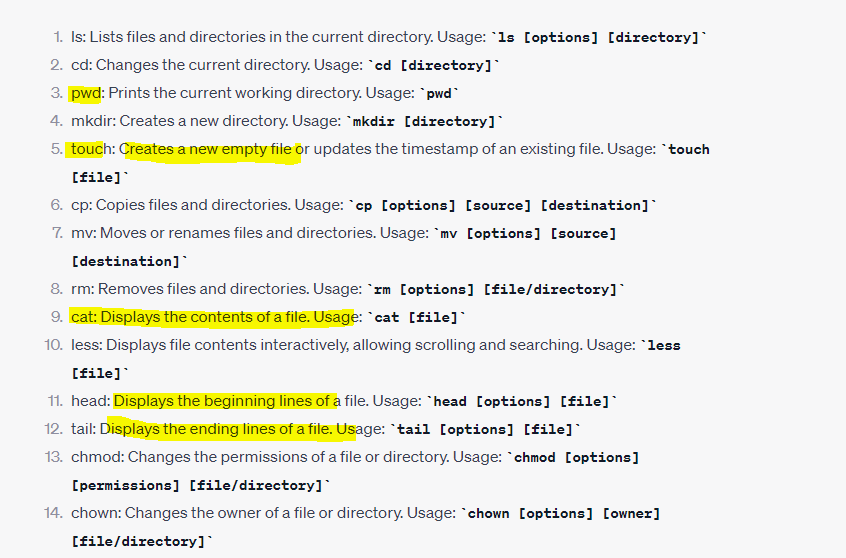 1. ls: Lists files and directories in the current directory. Usage: `ls [options] [directory]`
2. cd: Changes the current directory. Usage: `cd [directory]`
3. pwd: Prints the current working directory. Usage: `pwd`
4. mkdir: Creates a new directory. Usage: `mkdir [directory]`
5. touch: Creates a new empty file or updates the timestamp of an existing file. Usage: `touch
[file]`
6. cp: Copies files and directories. Usage: `cp [options] [source] [destination]`
7. mv: Moves or renames files and directories. Usage: `mv [options] [source]
[destination]`
8. rm: Removes files and directories. Usage: `rm [options] [file/directory]`
9. cat: Displays the contents of a file. Usage: `cat [file]`
10. less: Displays file contents interactively, allowing scrolling and searching. Usage: `less
[file]`
11. head: Displays the beginning lines of a file. Usage: `head [options] [file]`
12. tail: Displays the ending lines of a file. Usage: `tail [options] [file]`
13. chmod: Changes the permissions of a file or directory. Usage: `chmod [options]
[permissions] [file/directory]`
14. chown: Changes the owner of a file or directory. Usage: `chown [options] [owner]
[file/directory]`